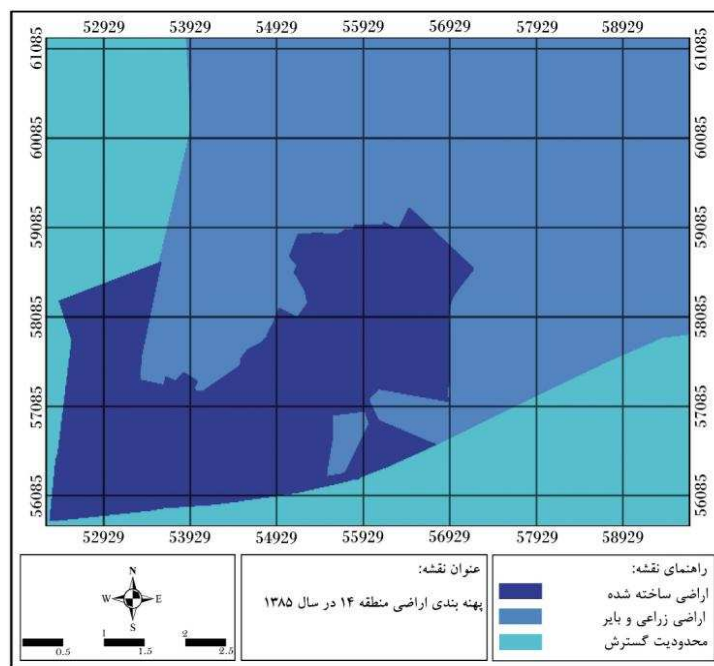 52929 53929 54929 55929 56929 57929 58929
61085 61085
60085 60085
59085 59085
58085 58085
57085 57085
56085 56085
52929 53929 54929 55929 56929 57929 58929
N
W E
S
1 2
0.5 1.5 2.5
عنوان نقشه:
پهنه بندی اراضی منطقه ۱۴ در سال ۱۳۸۵
راهنمای نقشه:
اراضی ساخته شده
اراضی زراعی و بایر
محدودیت گسترش